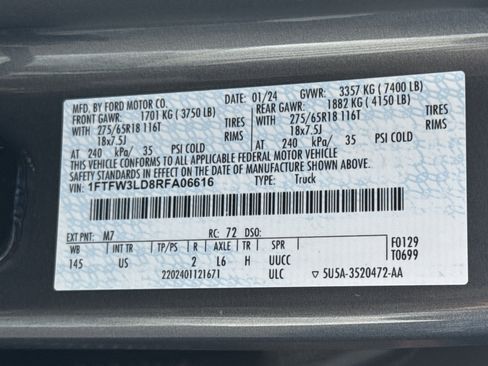 MFD. BY FORD MOTOR CO.
DATE: 01/24 GVWR: 3357 KG ( 7400 LB)
FRONT GAWR: 1701 KG ( 3750 LB) REAR GAWR: 1882 KG ( 4150 LB)
WITH 275/65R18 116T TIRES WITH 275/65R18 116T TIRES
18x7.5J RIMS 18x7.5J RIMS
AT 240 kPa/ 35 PSI COLD AT 240 kPa/ 35 PSI COLD
THIS VEHICLE CONFORMS TO ALL APPLICABLE FEDERAL MOTOR VEHICLE
SAFETY STANDARDS IN EFFECT ON THE DATE OF MANUFACTURE SHOWN ABOVE.
VIN: 1FTFW3LD8RFA06616 TYPE: Truck
EXT PNT: M7 RC: 72 DSO:
WB INT TR TP/PS R AXLE TR SPR F0129
145 US 2 L6 H UUCC T0699
2202401121671 ULC 5U5A-3520472-AA